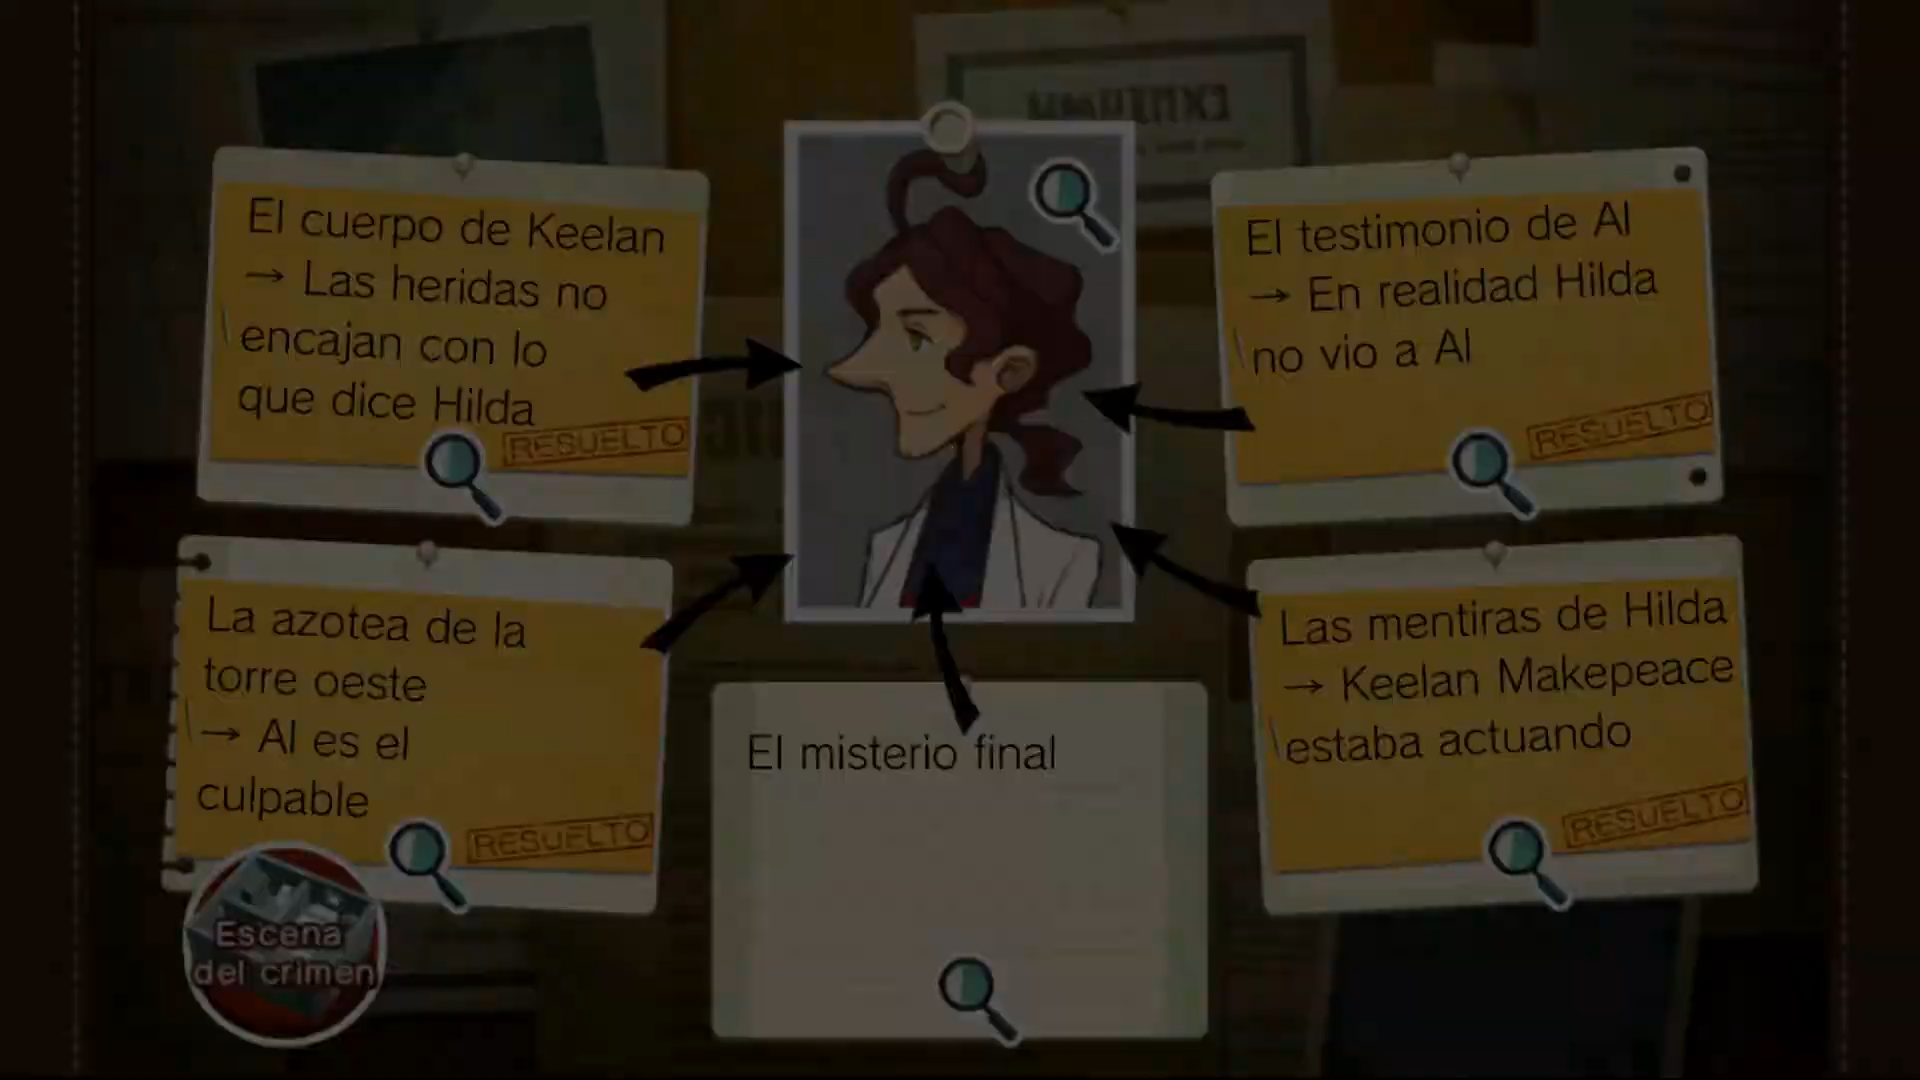 El cuerpo de Keelan
→ Las heridas no
encajan con lo
que dice Hilda
RESUELTO
El testimonio de Al
→ En realidad Hilda
no vio a Al
RESUELTO
La azotea de la
torre oeste
→ Al es el
culpable
RESUELTO
Las mentiras de Hilda
→ Keelan Makepeace
estaba actuando
RESUELTO
El misterio final
Escena
del crimen